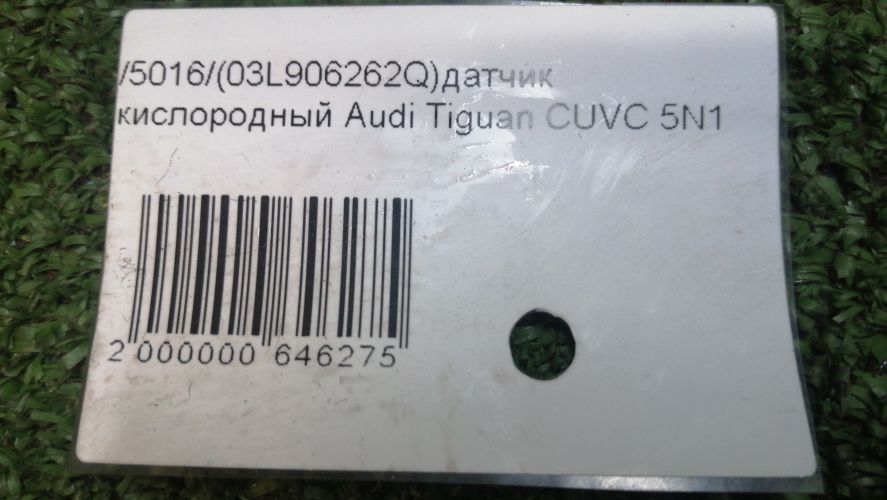 /5016/(03L906262Q)датчик
кислородный Audi Tiguan CUVC 5N1
2 000000 646275